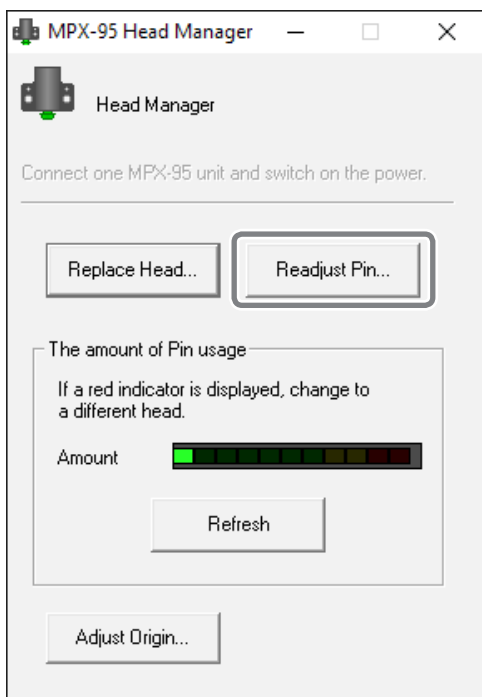 MPX-95 Head Manager
Head Manager
Connect one MPX-95 unit and switch on the power.
Replace Head...
Readjust Pin...
The amount of Pin usage
If a red indicator is displayed, change to
a different head.
Amount
Refresh
Adjust Origin...